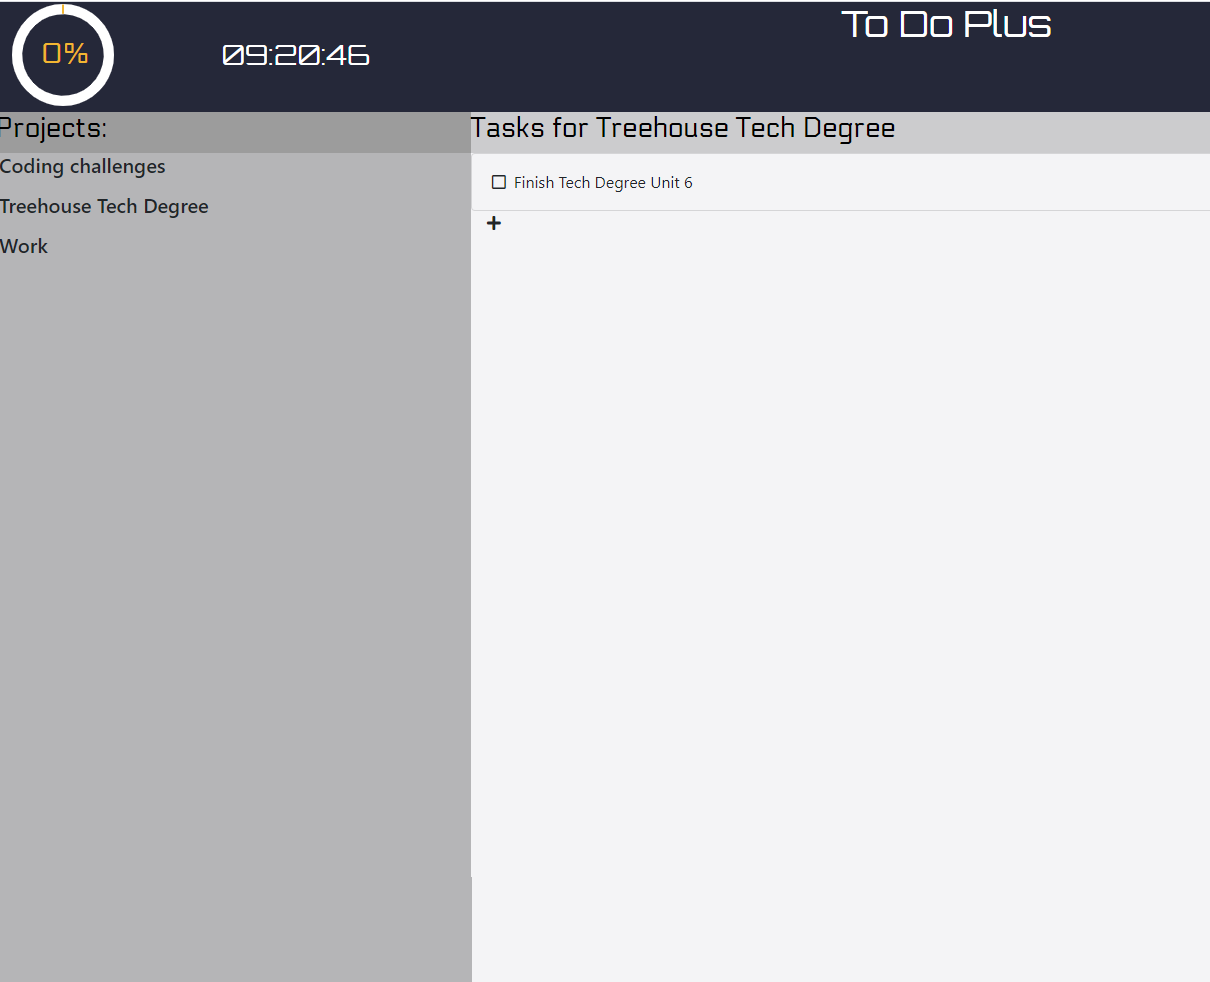 0%
09:20:46
To Do Plus
Projects:
Coding challenges
Treehouse Tech Degree
Work
Tasks for Treehouse Tech Degree
Finish Tech Degree Unit 6